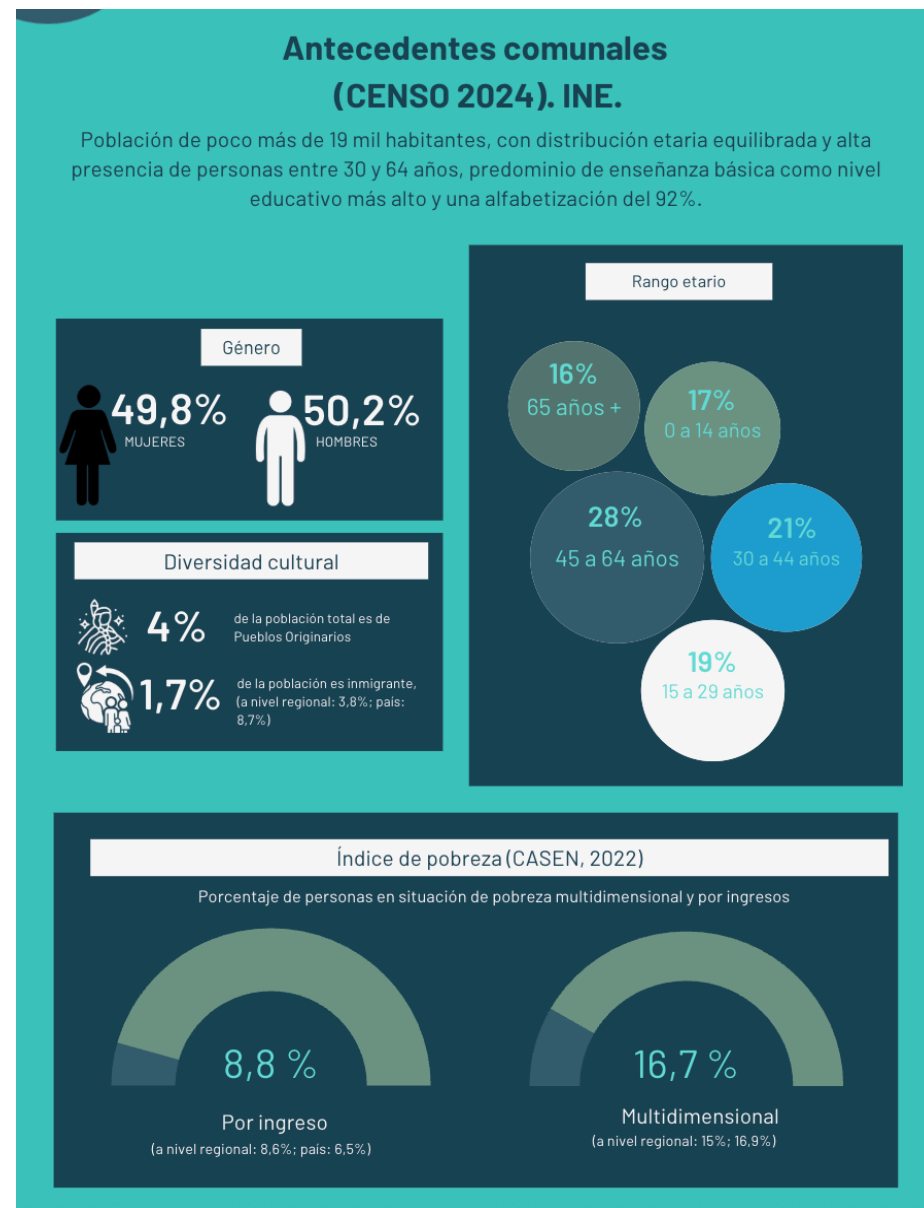 Antecedentes comunales
(CENSO 2024). INE.
Población de poco más de 19 mil habitantes, con distribución etaria equilibrada y alta
presencia de personas entre 30 y 64 años, predominio de enseñanza básica como nivel
educativo más alto y una alfabetización del 92%.
Género
49,8%
MUJERES
50,2%
HOMBRES
Diversidad cultural
4%
de la población total es de
Pueblos Originarios
1,7%
de la población es inmigrante,
(a nivel regional: 3,8%; país:
8,7%)
Rango etario
16%
65 años +
17%
0 a 14 años
28%
45 a 64 años
21%
30 a 44 años
19%
15 a 29 años
Índice de pobreza (CASEN, 2022)
Porcentaje de personas en situación de pobreza multidimensional y por ingresos
8,8 %
Por ingreso
(a nivel regional: 8,6%; país: 6,5%)
16,7 %
Multidimensional
(a nivel regional: 15%; 16,9%)